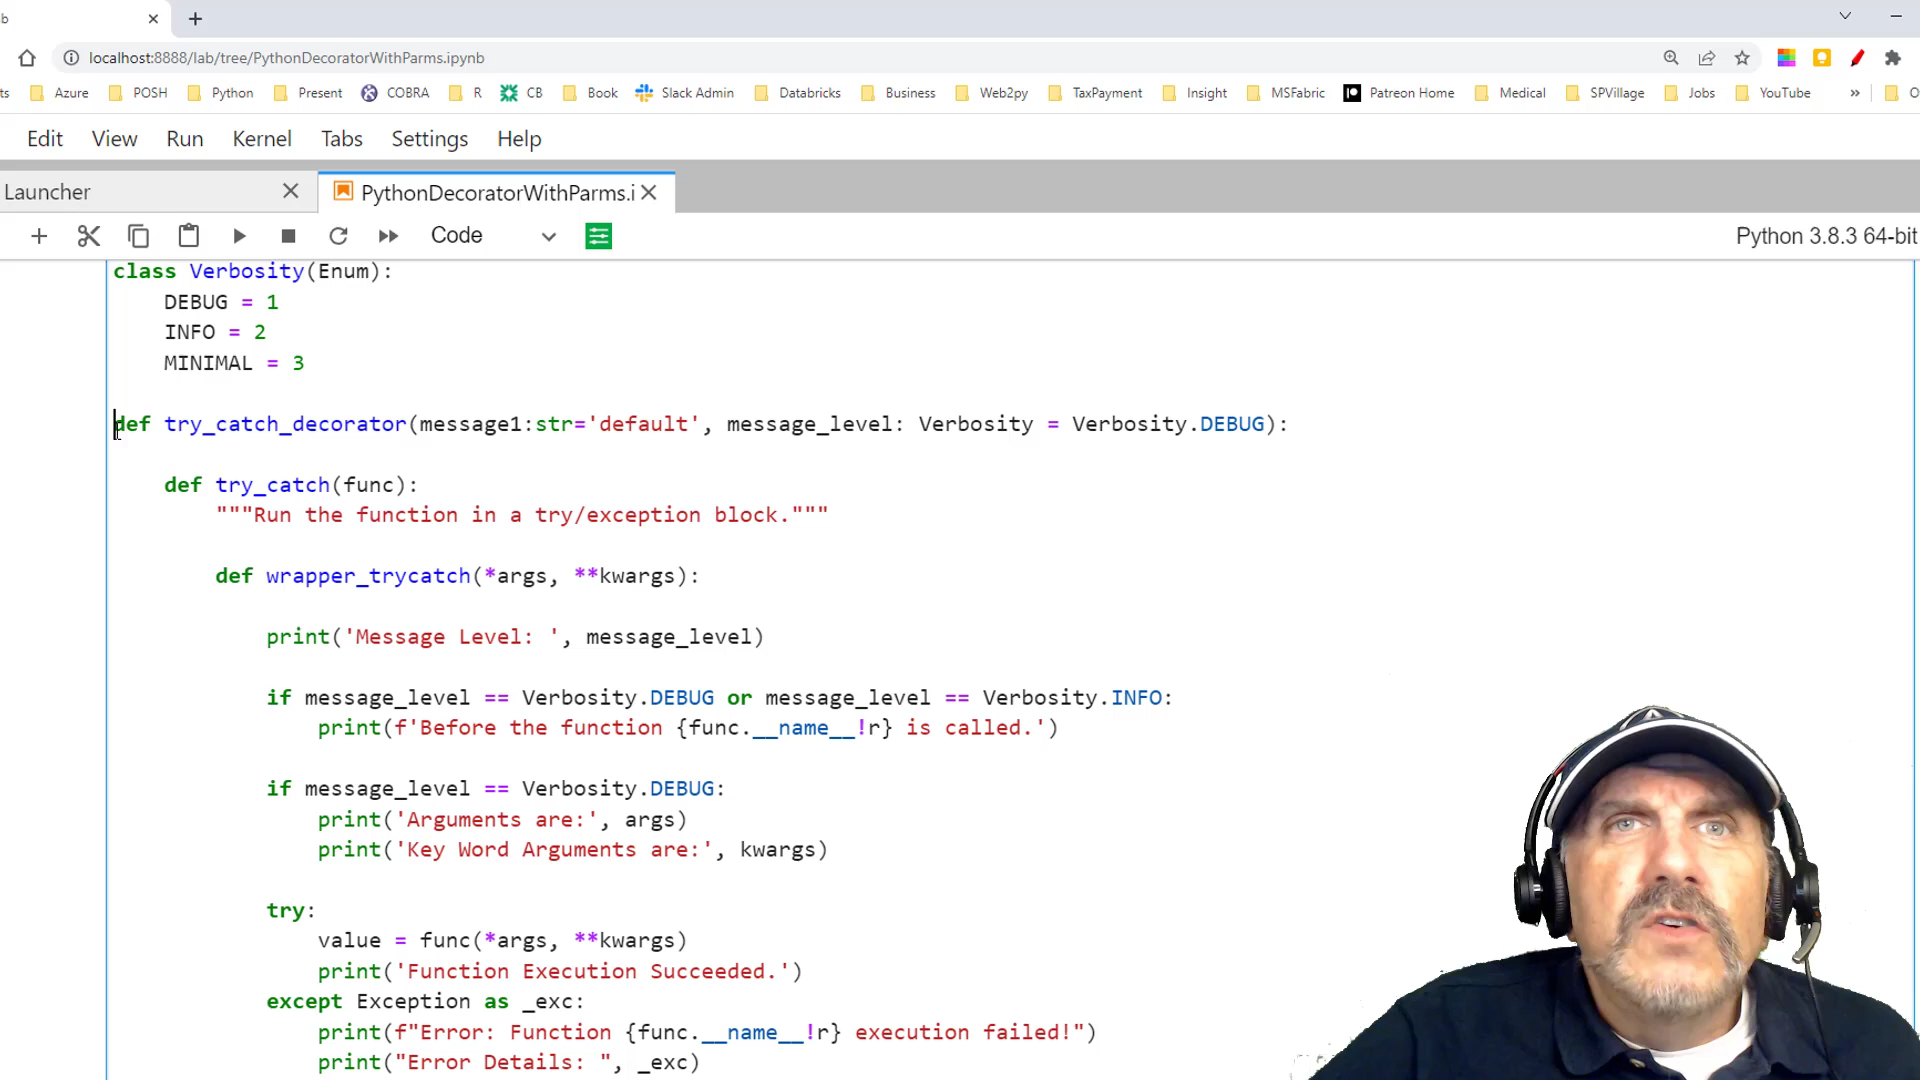 b
localhost:8888/lab/tree/PythonDecoratorWithParms.ipynb
ts Azure POSH Python Present COBRA R CB Book Slack Admin Databricks Business Web2py TaxPayment Insight MSFabric Patreon Home Medical SPVillage Jobs YouTube » O
Edit View Run Kernel Tabs Settings Help
Launcher PythonDecoratorWithParms.i
Code Python 3.8.3 64-bit
class Verbosity(Enum):
DEBUG = 1
INFO = 2
MINIMAL = 3
def try_catch_decorator(message1:str='default', message_level: Verbosity = Verbosity.DEBUG):
def try_catch(func):
"""Run the function in a try/exception block."""
def wrapper_trycatch(*args, **kwargs):
print('Message Level: ', message_level)
if message_level == Verbosity.DEBUG or message_level == Verbosity.INFO:
print(f'Before the function {func.__name__!r} is called.')
if message_level == Verbosity.DEBUG:
print('Arguments are:', args)
print('Key Word Arguments are:', kwargs)
try:
value = func(*args, **kwargs)
print('Function Execution Succeeded.')
except Exception as _exc:
print(f"Error: Function {func.__name__!r} execution failed!")
print("Error Details: ", _exc)